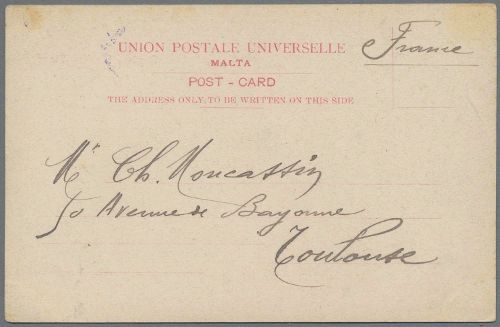 UNION POSTALE UNIVERSELLE
MALTA
POST - CARD
THE ADDRESS ONLY TO BE WRITTEN ON THIS SIDE
France
Mr Ch. Moncassin
50 Avenue de Bayonne
Toulouse